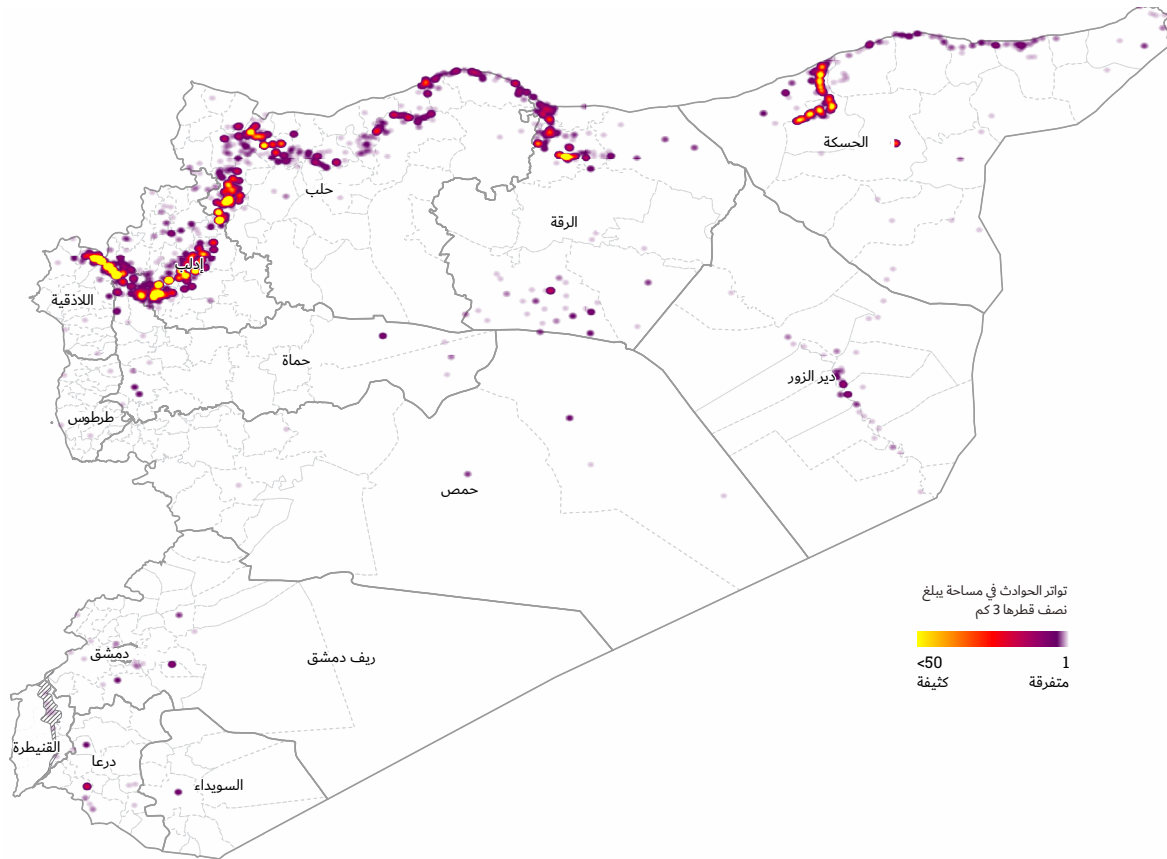 الحسكة
حلب
الرقة
إدلب
اللاذقية
حماة
دير الزور
طرطوس
حمص
تواتر الحوادث في مساحة يبلغ
نصف قطرها 3 كم
<50
1
كثيفة
متفرقة
دمشق
ريف دمشق
القنيطرة
درعا
السويداء